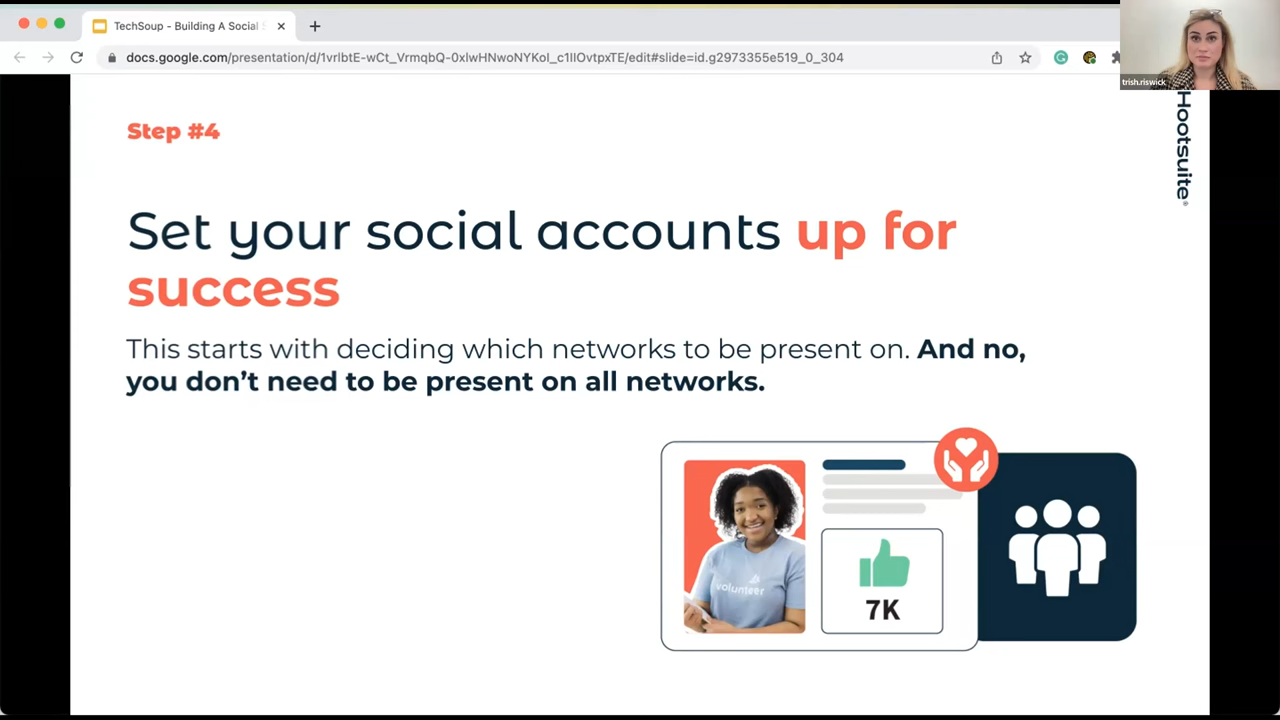 TechSoup - Building A Social S
docs.google.com/presentation/d/1vrlbtE-wCt_VrmqbQ-0xlwHNwoNYKol_c1IlOvtpxTE/edit#slide=id.g2973355e519_0_304
trish.riswick
Hootsuite®
Step #4
Set your social accounts up for
success
This starts with deciding which networks to be present on. And no,
you don’t need to be present on all networks.
volunteer
7K